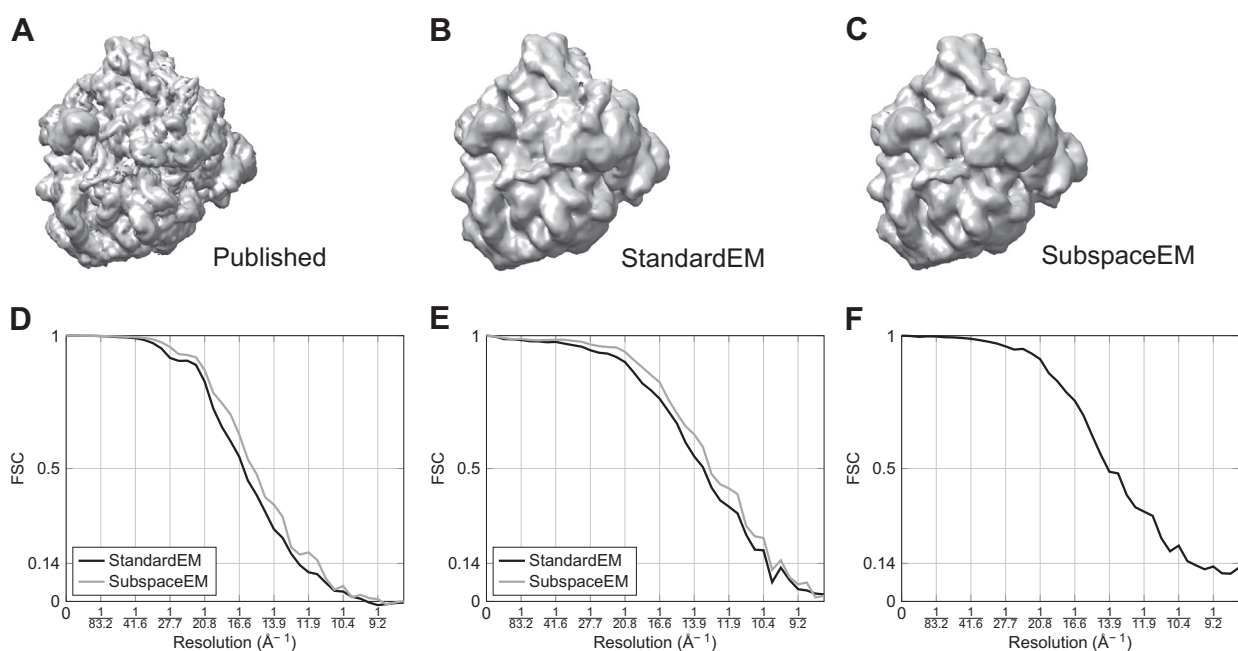 A
B
C
Published
StandardEM
SubspaceEM
D
E
F
1
0.5
0.14
0
FSC
StandardEM
SubspaceEM
1 1 1 1 1 1 1 1 1
83.2 41.6 27.7 20.8 16.6 13.9 11.9 10.4 9.2
0
Resolution (Å⁻¹)
1
0.5
0.14
0
FSC
StandardEM
SubspaceEM
1 1 1 1 1 1 1 1 1
83.2 41.6 27.7 20.8 16.6 13.9 11.9 10.4 9.2
0
Resolution (Å⁻¹)
1
0.5
0.14
0
FSC
1 1 1 1 1 1 1 1 1
83.2 41.6 27.7 20.8 16.6 13.9 11.9 10.4 9.2
0
Resolution (Å⁻¹)